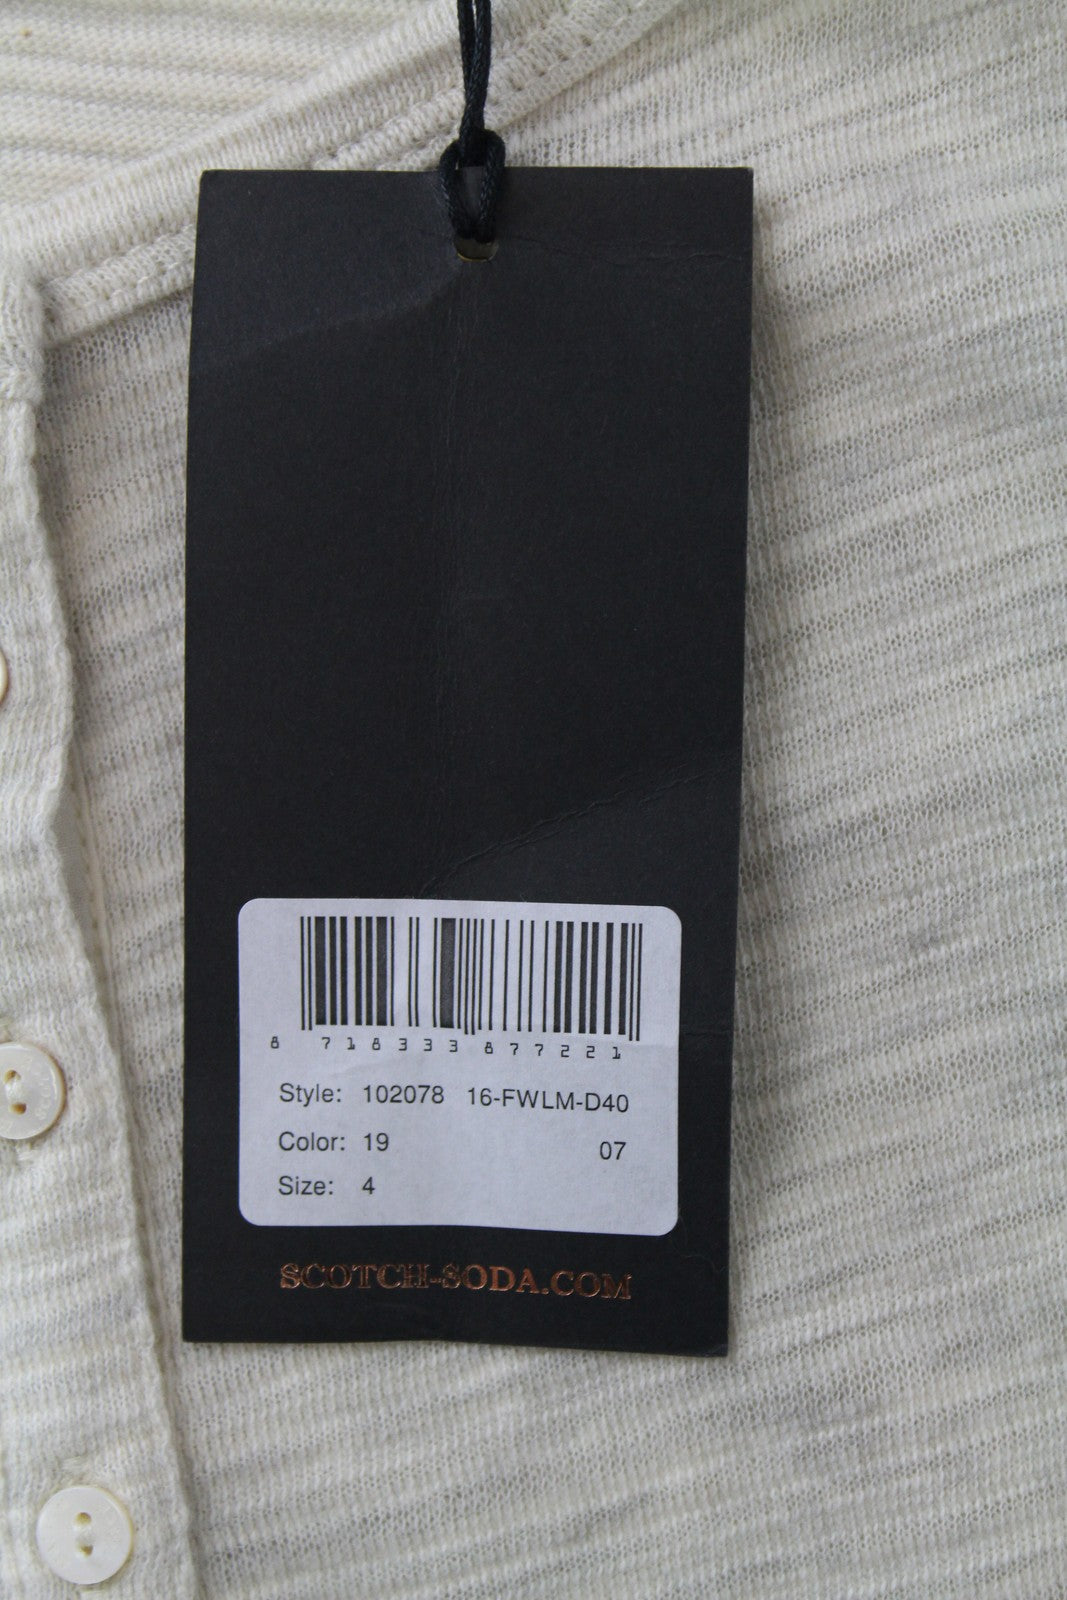 8 718333 877221
Style: 102078 16-FWLM-D40
Color: 19 07
Size: 4
SCOTCH-SODA.COM